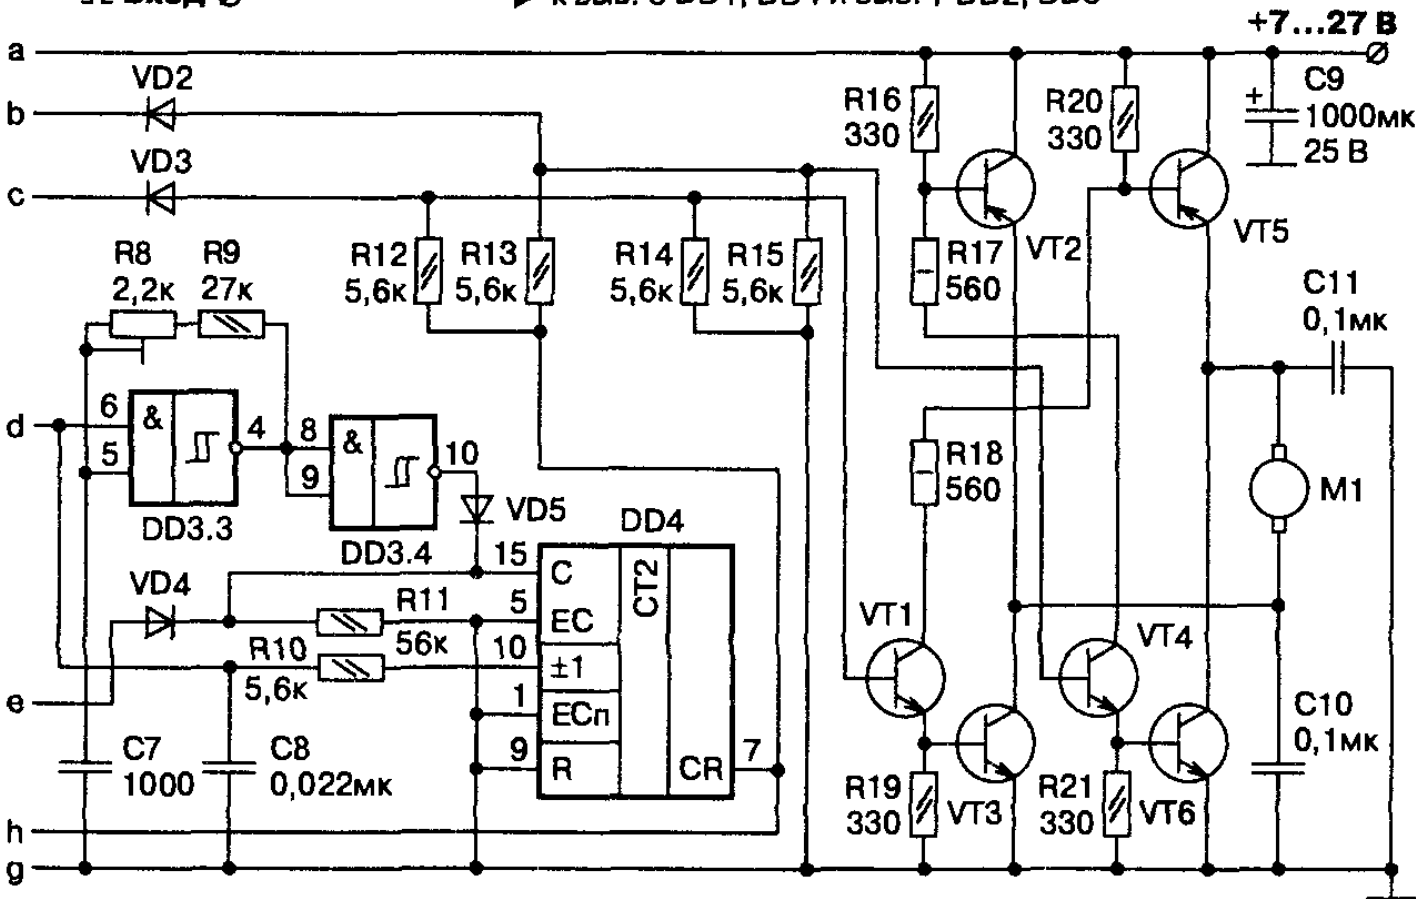 +7...27 В
a
VD2
b
VD3
c
R16
330
R20
330
+
C9
1000мк
25 В
VT2
VT5
R8
2,2к
R9
27к
R12
5,6к
R13
5,6к
R14
5,6к
R15
5,6к
R17
560
C11
0,1мк
d
6
5
&
4
8
9
&
10
DD3.3
DD3.4
VD5
R18
560
M1
DD4
VD4
R11
56к
R10
5,6к
15
5
10
1
9
C
EC
±1
ECп
R
CT2
CR
7
VT1
VT4
e
C7
1000
C8
0,022мк
R19
330
VT3
R21
330
VT6
C10
0,1мк
h
g